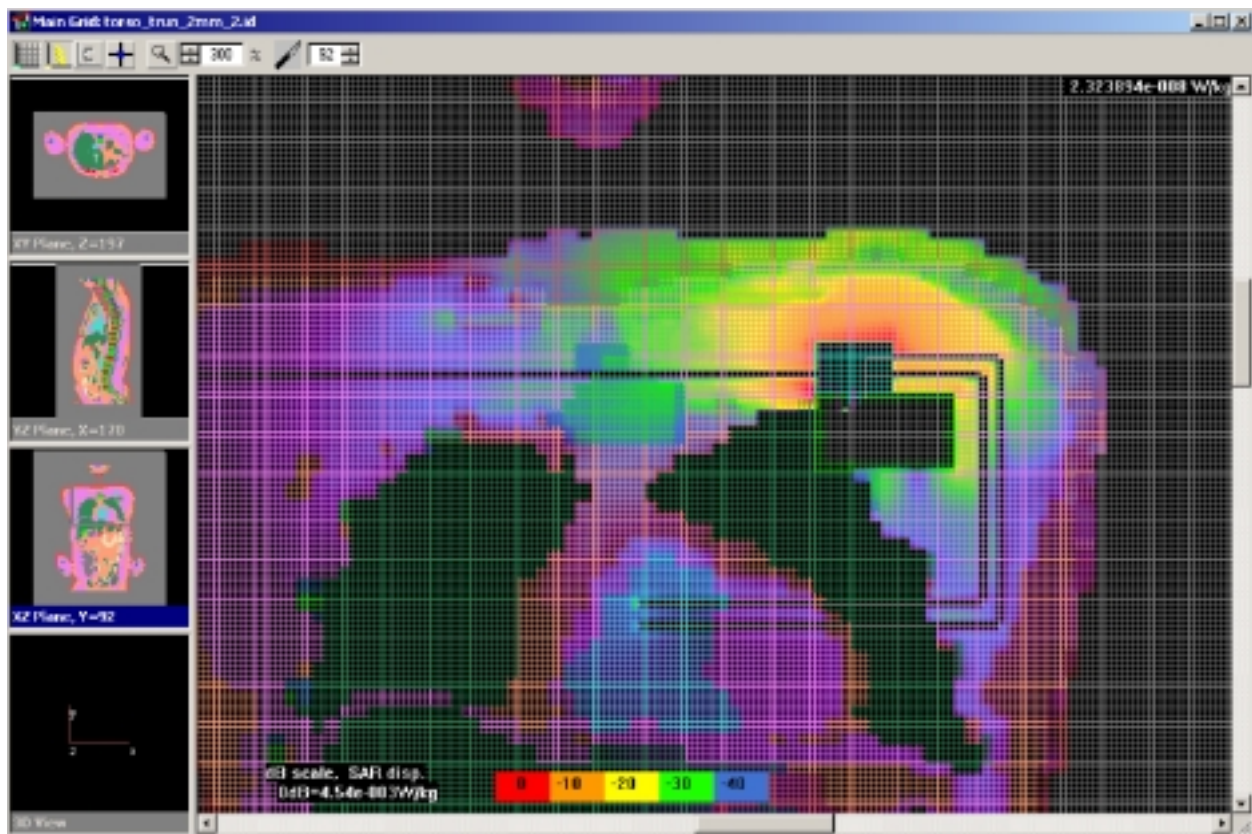 Main Grid: torso_trun_2mm_2.id
C 300 % 92
2.323894e-008 W/kg
XY Plane, Z=197
YZ Plane, X=170
XZ Plane, Y=92
y
z x
3D View
dB scale, SAR disp.
0dB=4.54e-003W/kg
0 -10 -20 -30 -40